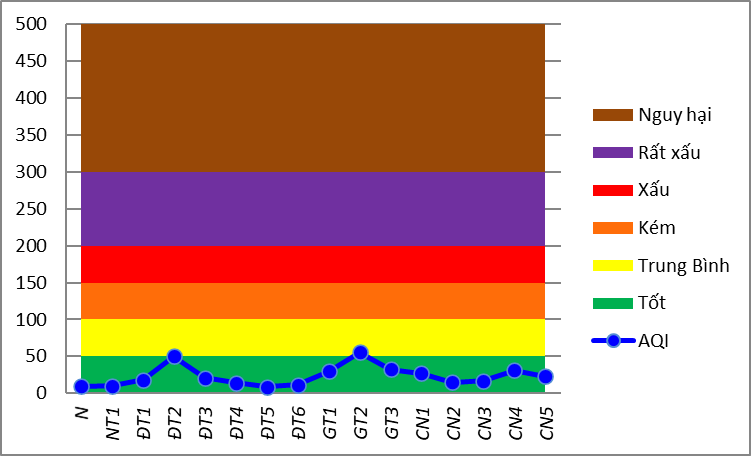 500
450
400
350
300
250
200
150
100
50
0
N NT1 ĐT1 ĐT2 ĐT3 ĐT4 ĐT5 ĐT6 GT1 GT2 GT3 CN1 CN2 CN3 CN4 CN5
Nguy hại
Rất xấu
Xấu
Kém
Trung Bình
Tốt
AQI